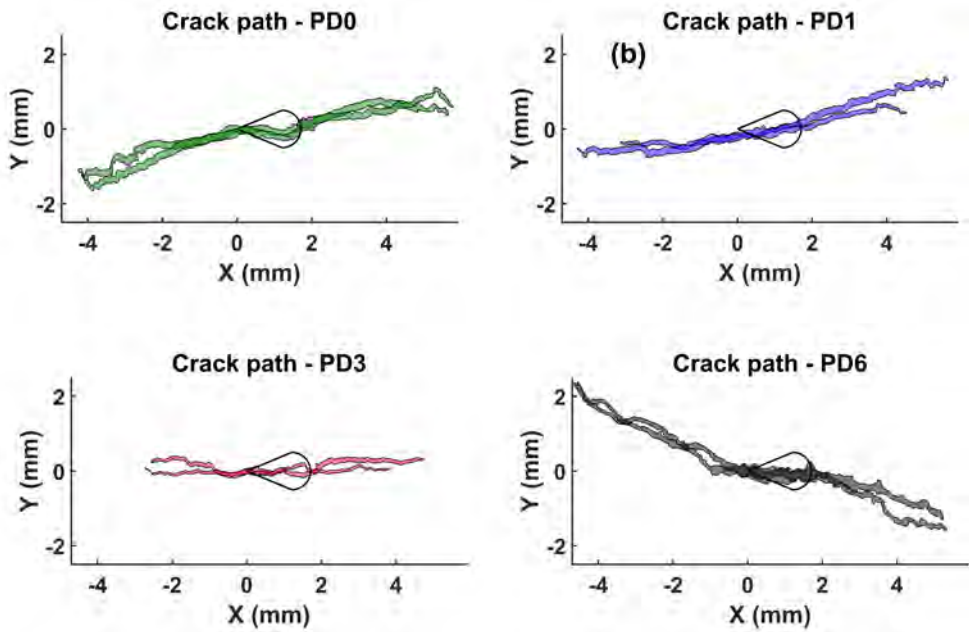 Crack path - PD0
2
0
-2
Y (mm)
-4 -2 0 2 4
X (mm)
Crack path - PD1
(b)
2
0
-2
Y (mm)
-4 -2 0 2 4
X (mm)
Crack path - PD3
2
0
-2
Y (mm)
-4 -2 0 2 4
X (mm)
Crack path - PD6
2
0
-2
Y (mm)
-4 -2 0 2 4
X (mm)